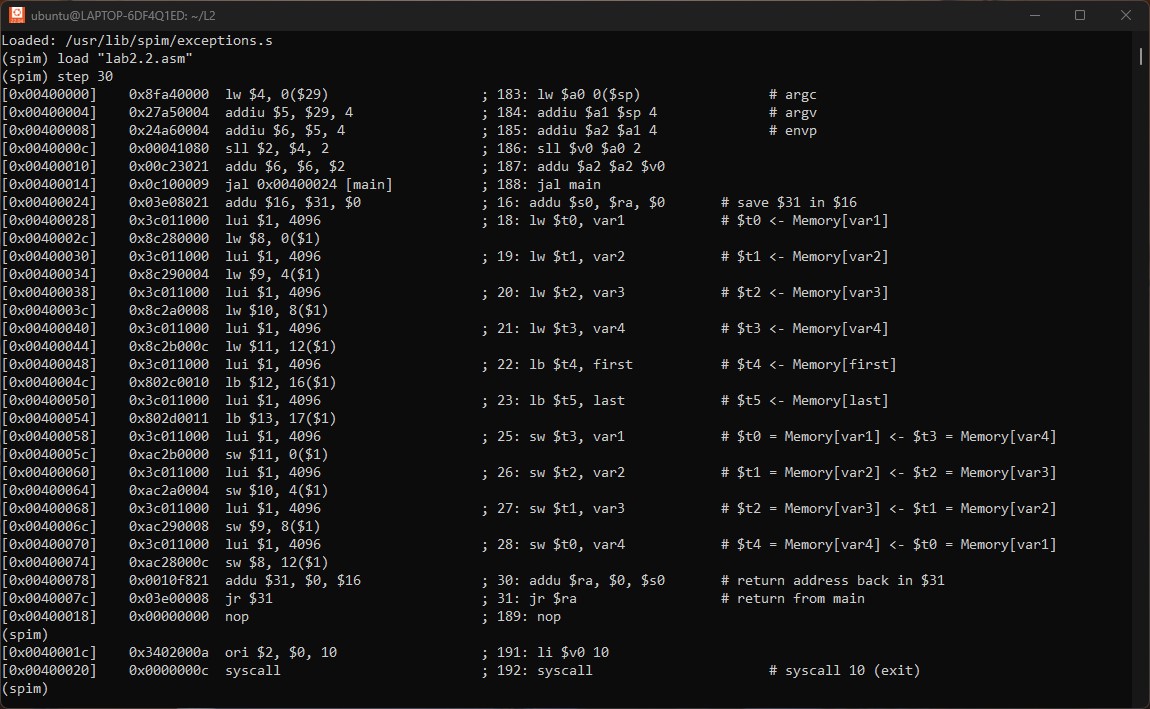 ubuntu@LAPTOP-6DF4Q1ED: ~/L2
Loaded: /usr/lib/spim/exceptions.s
(spim) load "lab2.2.asm"
(spim) step 30
[0x00400000]    0x8fa40000  lw $4, 0($29)                   ; 183: lw $a0 0($sp)                # argc
[0x00400004]    0x27a50004  addiu $5, $29, 4                ; 184: addiu $a1 $sp 4              # argv
[0x00400008]    0x24a60004  addiu $6, $5, 4                 ; 185: addiu $a2 $a1 4              # envp
[0x0040000c]    0x00041080  sll $2, $4, 2                   ; 186: sll $v0 $a0 2
[0x00400010]    0x00c23021  addu $6, $6, $2                 ; 187: addu $a2 $a2 $v0
[0x00400014]    0x0c100009  jal 0x00400024 [main]           ; 188: jal main
[0x00400024]    0x03e08021  addu $16, $31, $0               ; 16: addu $s0, $ra, $0       # save $31 in $16
[0x00400028]    0x3c011000  lui $1, 4096                    ; 18: lw $t0, var1            # $t0 <- Memory[var1]
[0x0040002c]    0x8c280000  lw $8, 0($1)
[0x00400030]    0x3c011000  lui $1, 4096                    ; 19: lw $t1, var2            # $t1 <- Memory[var2]
[0x00400034]    0x8c290004  lw $9, 4($1)
[0x00400038]    0x3c011000  lui $1, 4096                    ; 20: lw $t2, var3            # $t2 <- Memory[var3]
[0x0040003c]    0x8c2a0008  lw $10, 8($1)
[0x00400040]    0x3c011000  lui $1, 4096                    ; 21: lw $t3, var4            # $t3 <- Memory[var4]
[0x00400044]    0x8c2b000c  lw $11, 12($1)
[0x00400048]    0x3c011000  lui $1, 4096                    ; 22: lb $t4, first           # $t4 <- Memory[first]
[0x0040004c]    0x802c0010  lb $12, 16($1)
[0x00400050]    0x3c011000  lui $1, 4096                    ; 23: lb $t5, last            # $t5 <- Memory[last]
[0x00400054]    0x802d0011  lb $13, 17($1)
[0x00400058]    0x3c011000  lui $1, 4096                    ; 25: sw $t3, var1            # $t0 = Memory[var1] <- $t3 = Memory[var4]
[0x0040005c]    0xac2b0000  sw $11, 0($1)
[0x00400060]    0x3c011000  lui $1, 4096                    ; 26: sw $t2, var2            # $t1 = Memory[var2] <- $t2 = Memory[var3]
[0x00400064]    0xac2a0004  sw $10, 4($1)
[0x00400068]    0x3c011000  lui $1, 4096                    ; 27: sw $t1, var3            # $t2 = Memory[var3] <- $t1 = Memory[var2]
[0x0040006c]    0xac290008  sw $9, 8($1)
[0x00400070]    0x3c011000  lui $1, 4096                    ; 28: sw $t0, var4            # $t4 = Memory[var4] <- $t0 = Memory[var1]
[0x00400074]    0xac28000c  sw $8, 12($1)
[0x00400078]    0x0010f821  addu $31, $0, $16               ; 30: addu $ra, $0, $s0       # return address back in $31
[0x0040007c]    0x03e00008  jr $31                          ; 31: jr $ra                  # return from main
[0x00400018]    0x00000000  nop                             ; 189: nop
(spim)
[0x0040001c]    0x3402000a  ori $2, $0, 10                  ; 191: li $v0 10
[0x00400020]    0x0000000c  syscall                         ; 192: syscall                      # syscall 10 (exit)
(spim)